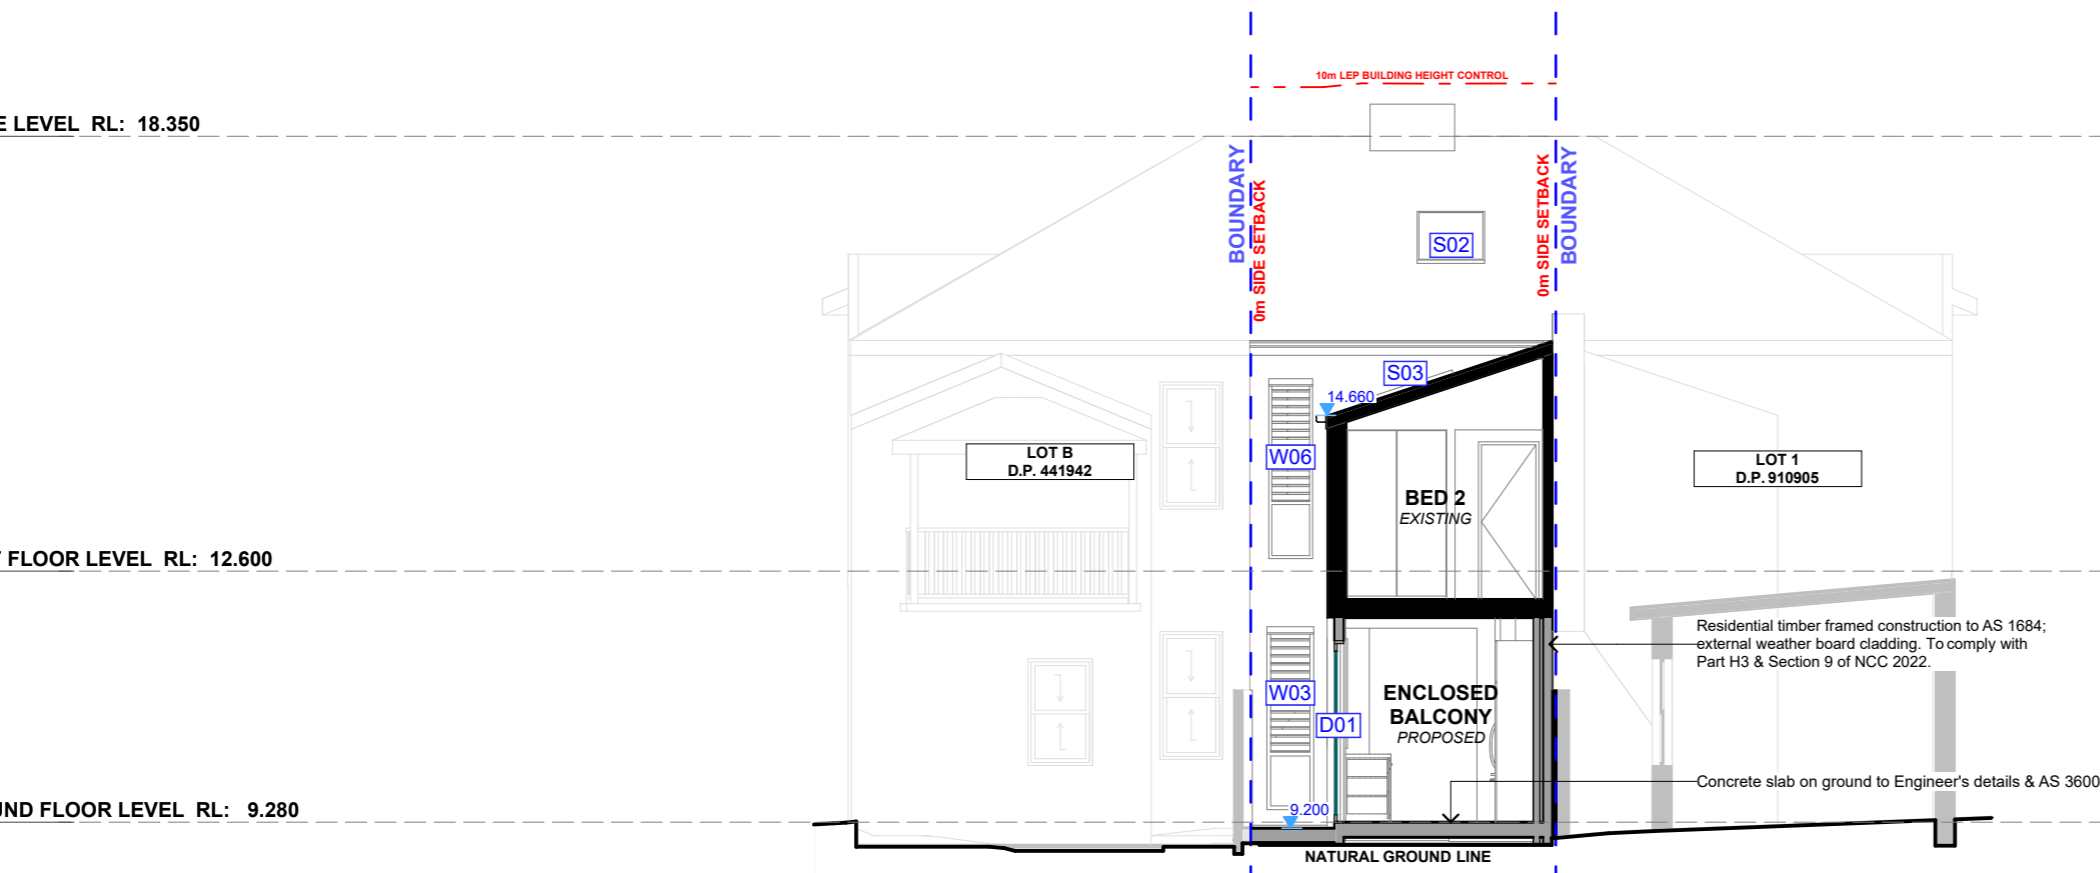 10m LEP BUILDING HEIGHT CONTROL
E LEVEL RL: 18.350
BOUNDARY
0m SIDE SETBACK
0m SIDE SETBACK
BOUNDARY
S02
S03
14.660
W06
LOT B
D.P. 441942
LOT 1
D.P. 910905
BED 2
EXISTING
FLOOR LEVEL RL: 12.600
Residential timber framed construction to AS 1684;
external weather board cladding. To comply with
Part H3 & Section 9 of NCC 2022.
W03
D01
ENCLOSED
BALCONY
PROPOSED
Concrete slab on ground to Engineer's details & AS 3600
9.200
UND FLOOR LEVEL RL: 9.280
NATURAL GROUND LINE